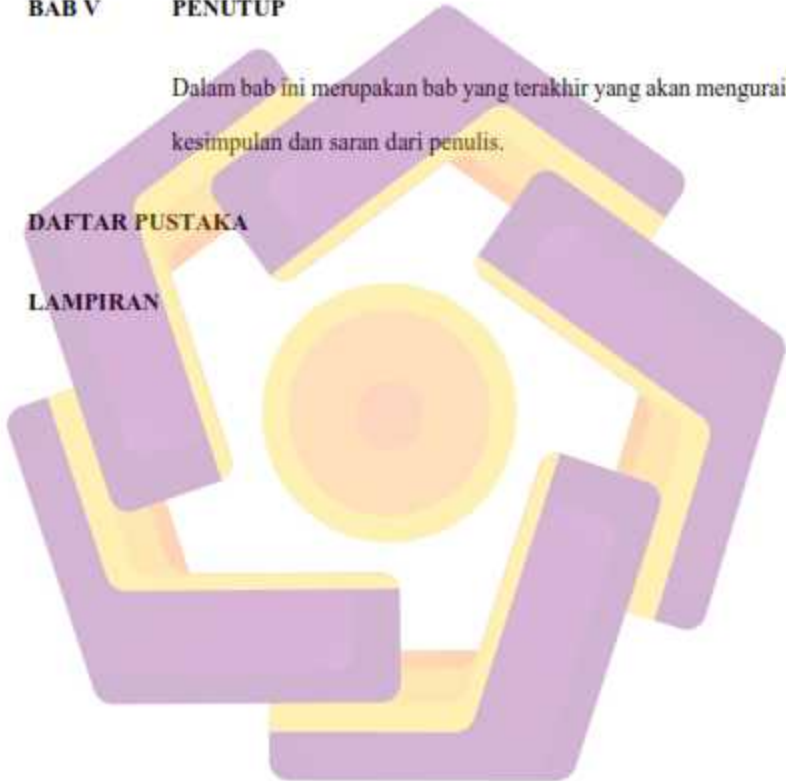 BAB V PENUTUP
Dalam bab ini merupakan bab yang terakhir yang akan mengurai
kesimpulan dan saran dari penulis.
DAFTAR PUSTAKA
LAMPIRAN